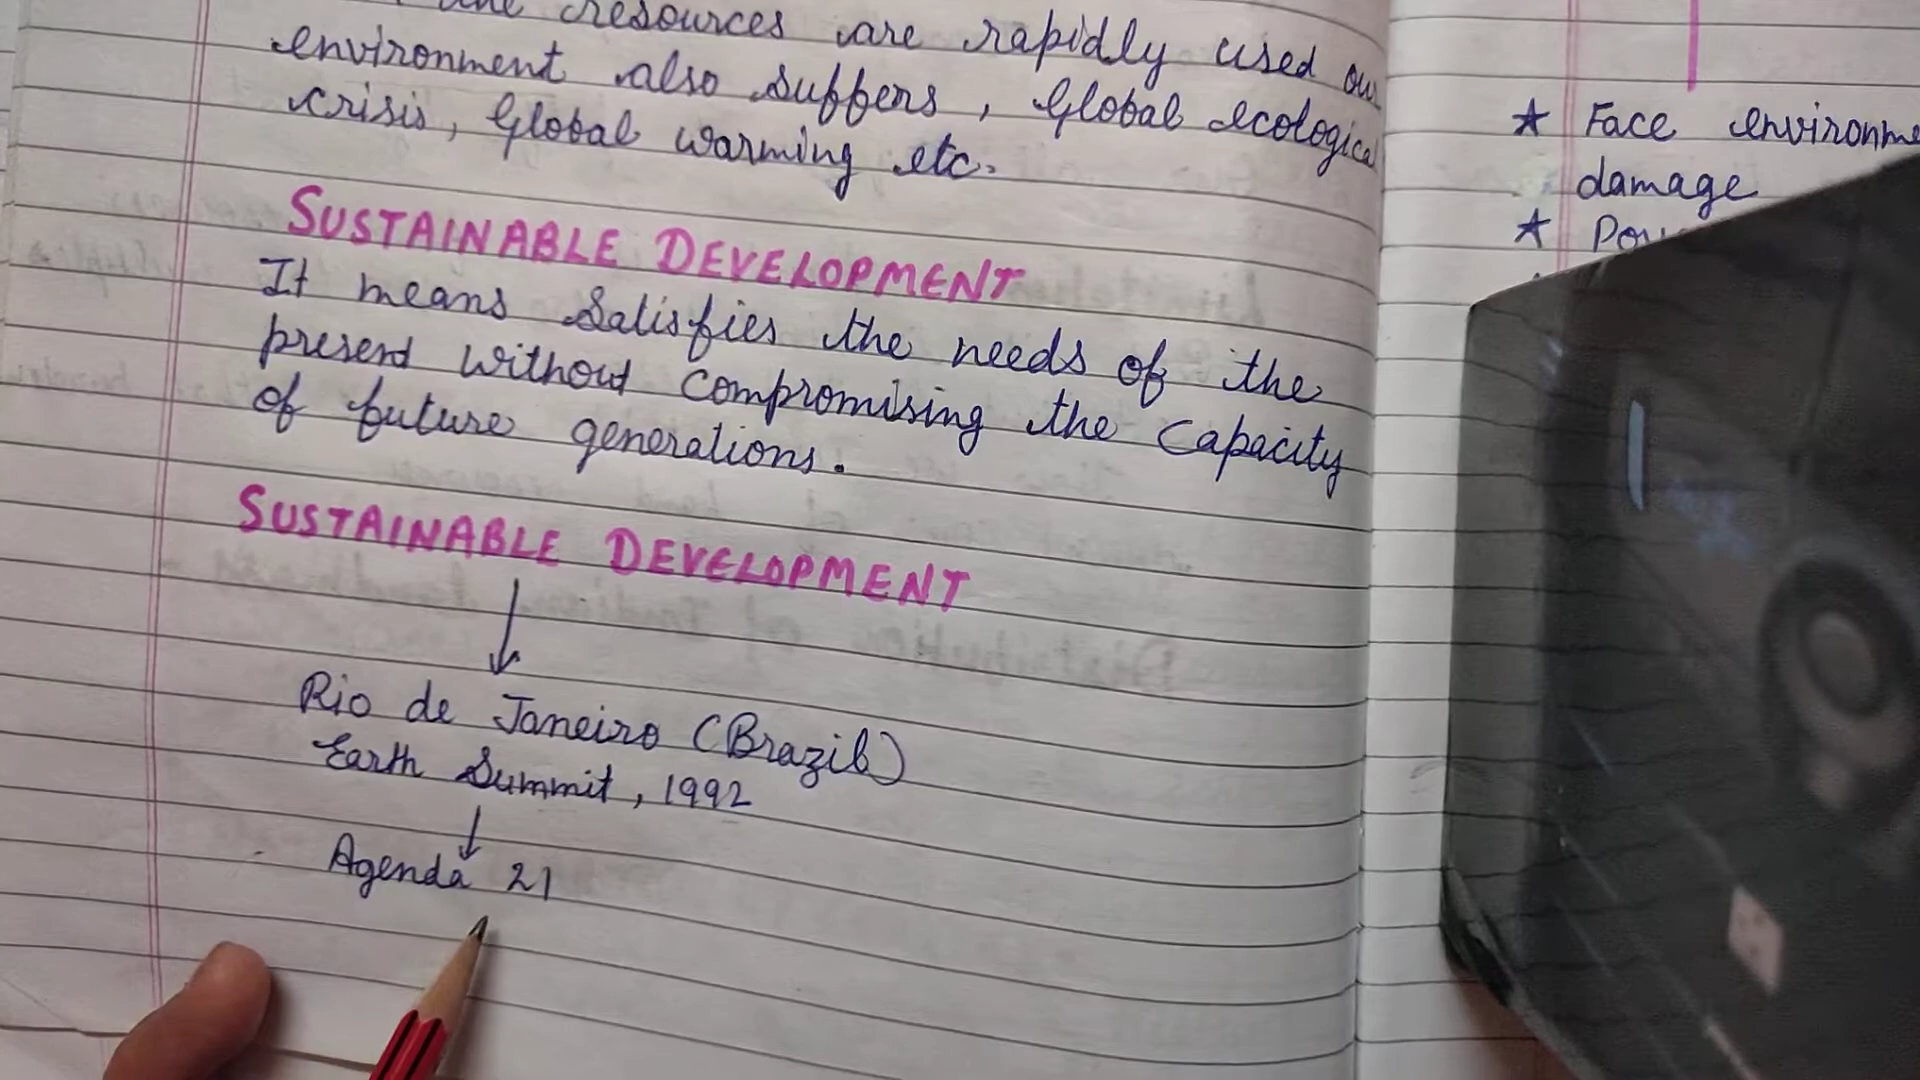 the resources are rapidly used our
environment also suffers, Global ecological
crisis, Global warming etc.
SUSTAINABLE DEVELOPMENT
It means satisfies the needs of the
present without compromising the capacity
of future generations.
SUSTAINABLE DEVELOPMENT
Rio de Janeiro (Brazil)
Earth Summit, 1992
Agenda 21
★ Face environme
damage
★